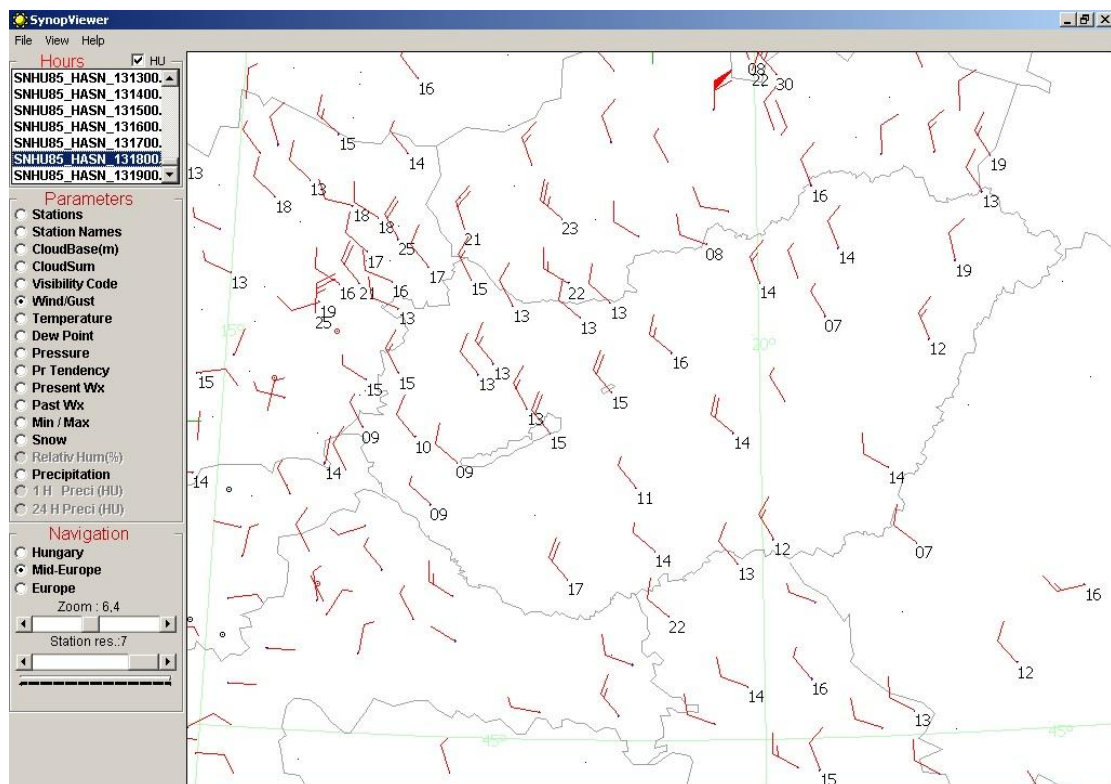 SynopViewer
File View Help
Hours
HU
SNHU85_HASN_131300.
SNHU85_HASN_131400.
SNHU85_HASN_131500.
SNHU85_HASN_131600.
SNHU85_HASN_131700.
SNHU85_HASN_131800.
SNHU85_HASN_131900.
Parameters
Stations
Station Names
CloudBase(m)
CloudSum
Visibility Code
Wind/Gust
Temperature
Dew Point
Pressure
Pr Tendency
Present Wx
Past Wx
Min / Max
Snow
Relativ Hum(%)
Precipitation
1 H Preci (HU)
24 H Preci (HU)
Navigation
Hungary
Mid-Europe
Europe
Zoom : 6,4
Station res.:7
08
22 30
16
15
14
19
13
13
16
13
18
18
18
23
21
25
08
14
17
17
19
13
16
21
16
15
22
14
19
13
13
13
13
07
25
15º
20º
12
16
15
15
15
13
13
15
13
15
14
09
10
09
14
14
14
11
09
12
07
14
13
17
16
22
12
16
14
13
45º
45º
15